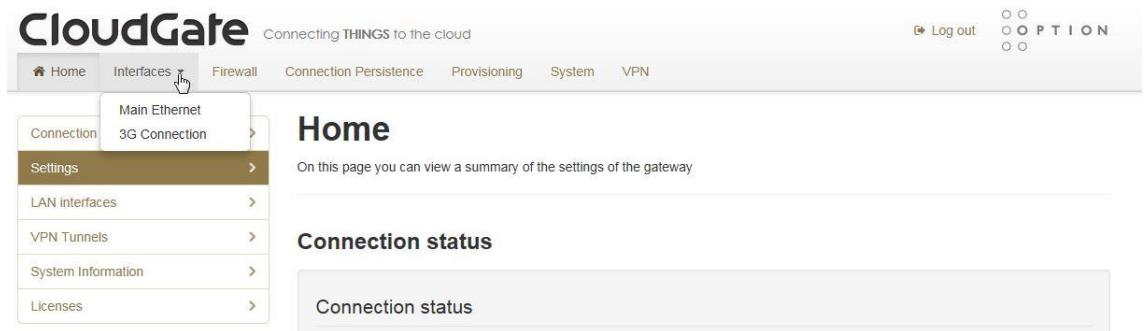 CloudGate Connecting THINGS to the cloud
Log out
OPTION
Home Interfaces Firewall Connection Persistence Provisioning System VPN
Main Ethernet
3G Connection
Connection
Settings
LAN interfaces
VPN Tunnels
System Information
Licenses
Home
On this page you can view a summary of the settings of the gateway
Connection status
Connection status